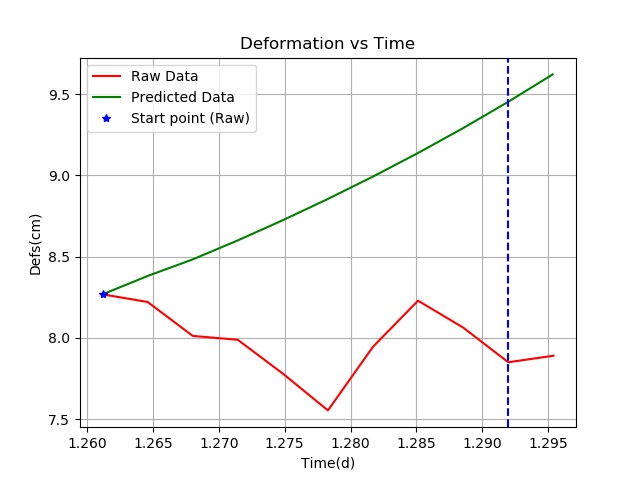 Deformation vs Time
Raw Data
Predicted Data
Start point (Raw)
9.5
9.0
8.5
8.0
7.5
Defs(cm)
1.260 1.265 1.270 1.275 1.280 1.285 1.290 1.295
Time(d)